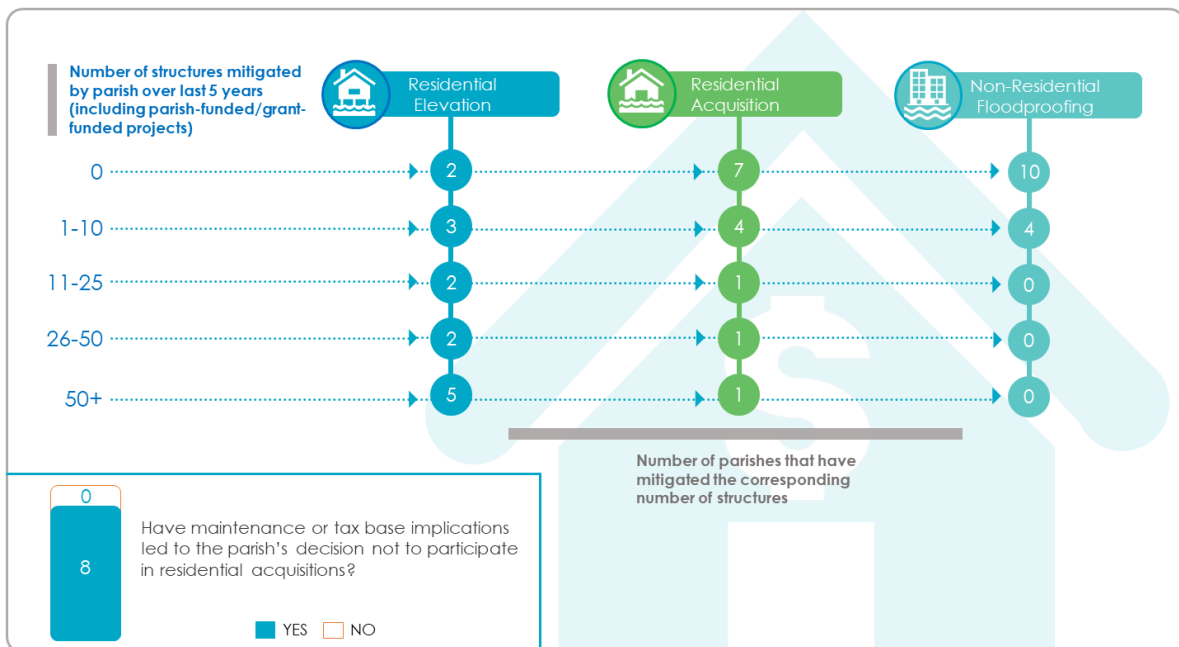 Number of structures mitigated
by parish over last 5 years
(including parish-funded/grant-
funded projects)
Residential
Elevation
Residential
Acquisition
Non-Residential
Floodproofing
0 2 7 10
1-10 3 4 4
11-25 2 1 0
26-50 2 1 0
50+ 5 1 0
Number of parishes that have
mitigated the corresponding
number of structures
0
8
Have maintenance or tax base implications
led to the parish's decision not to participate
in residential acquisitions?
YES NO